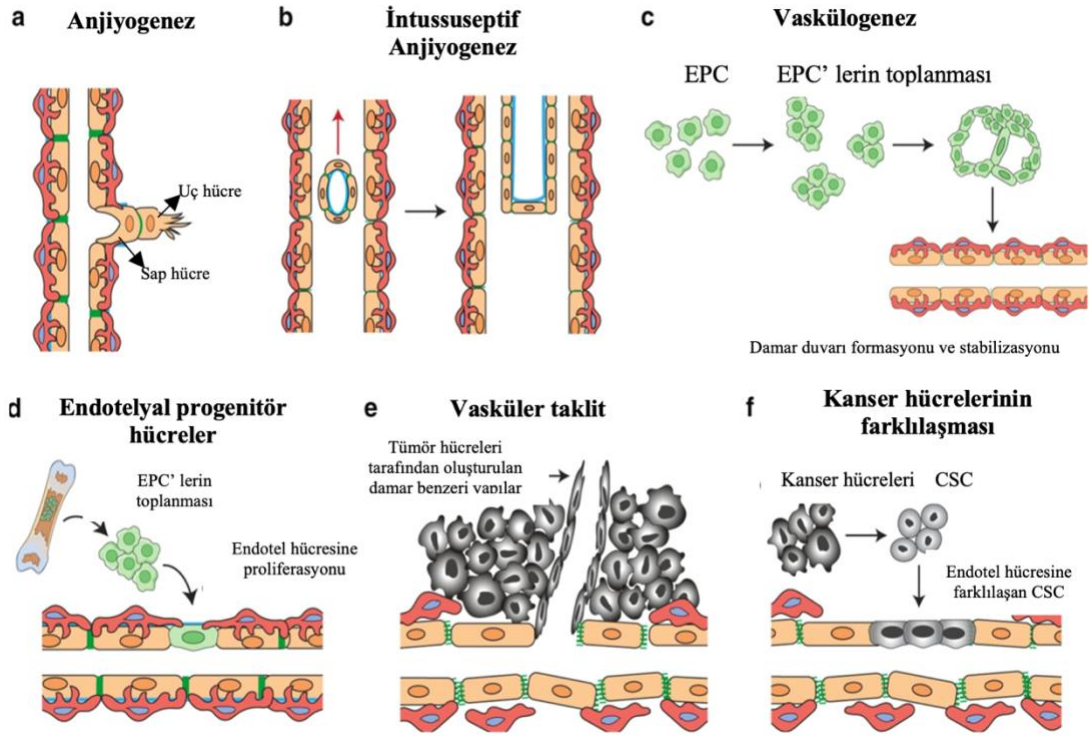 a
Anjiyogenez
Uç hücre
Sap hücre
b
İntussuseptif
Anjiyogenez
c
Vaskülogenez
EPC
EPC’ lerin toplanması
Damar duvarı formasyonu ve stabilizasyonu
d
Endotelyal progenitör
hücreler
EPC’ lerin
toplanması
Endotel hücresine
proliferasyonu
e
Vasküler taklit
Tümör hücreleri
tarafından oluşturulan
damar benzeri yapılar
f
Kanser hücrelerinin
farklılaşması
Kanser hücreleri
CSC
Endotel hücresine
farklılaşan CSC